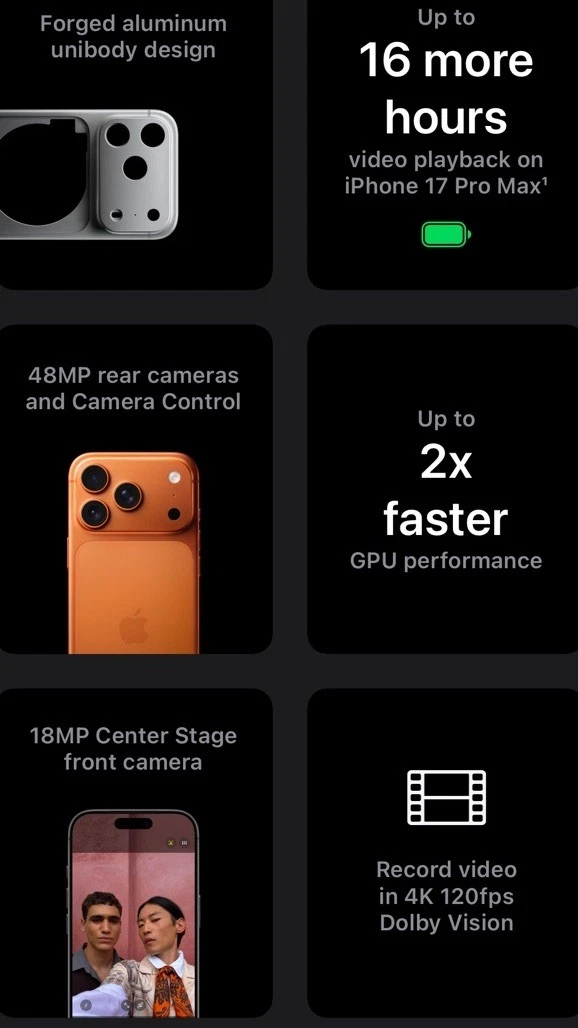 Forged aluminum
unibody design
Up to
16 more
hours
video playback on
iPhone 17 Pro Max¹
48MP rear cameras
and Camera Control
Up to
2x
faster
GPU performance
18MP Center Stage
front camera
Record video
in 4K 120fps
Dolby Vision